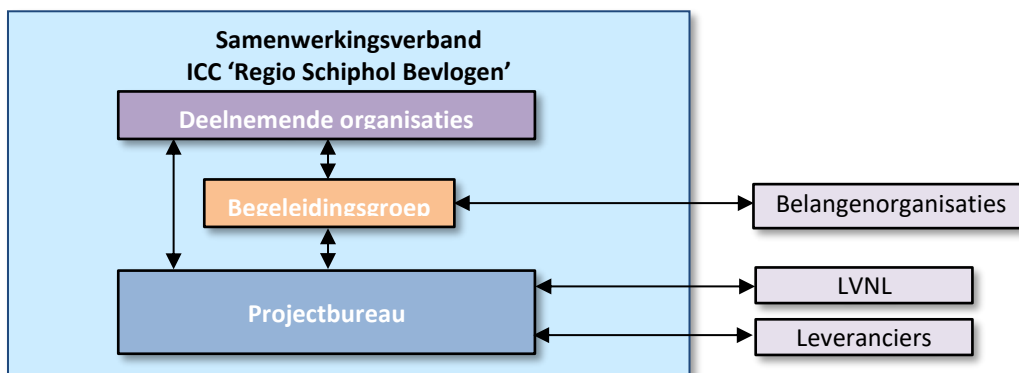 Samenwerkingsverband
ICC ‘Regio Schiphol Bevlogen’
Deelnemende organisaties
Begeleidingsgroep
Belangenorganisaties
Projectbureau
LVNL
Leveranciers